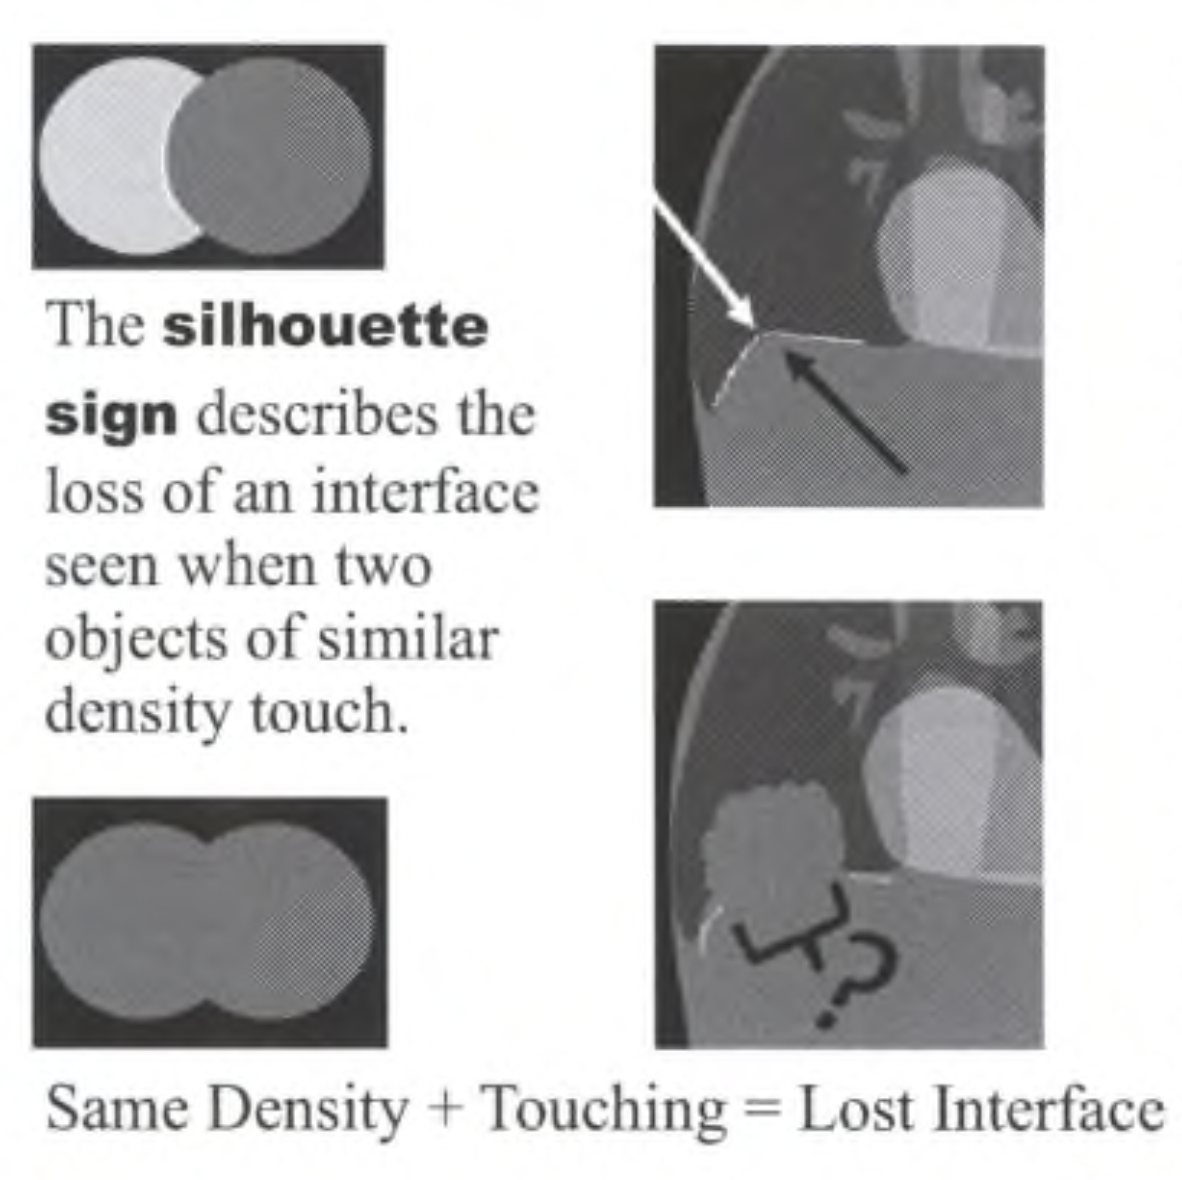 The silhouette
sign describes the
loss of an interface
seen when two
objects of similar
density touch.
?
Same Density + Touching = Lost Interface